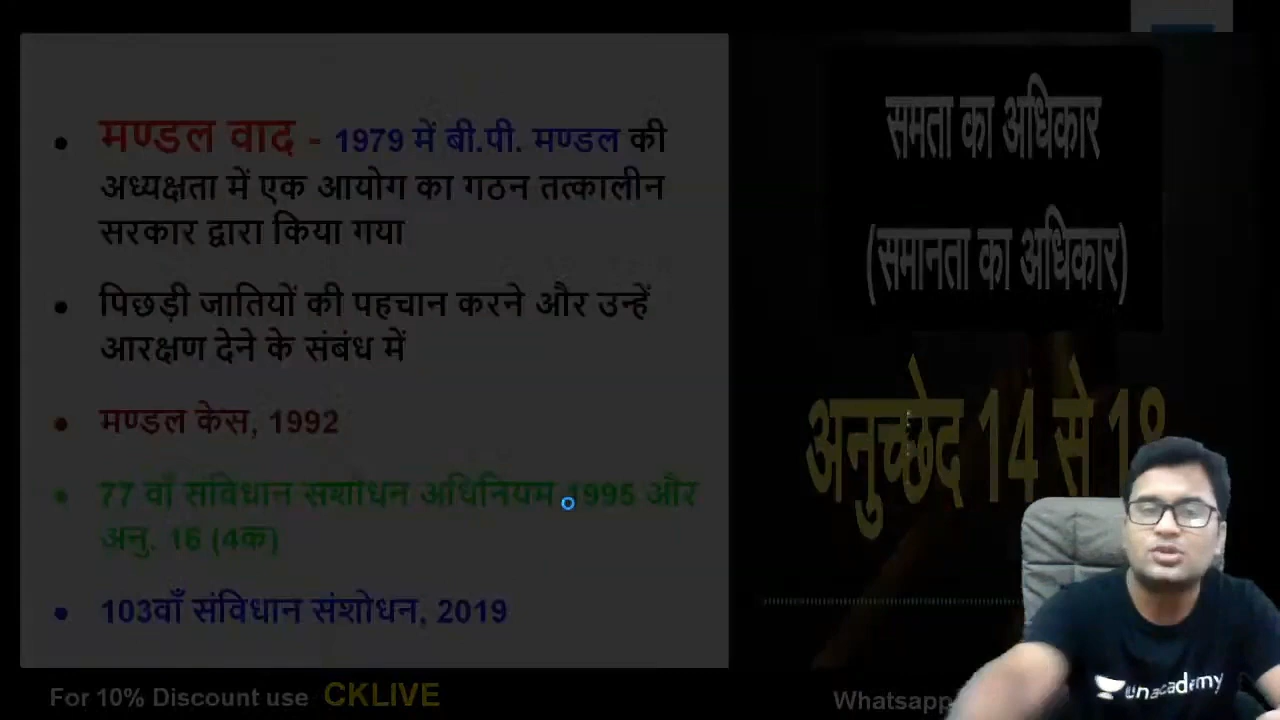 मण्डल वाद - 1979 में बी.पी. मण्डल की
अध्यक्षता में एक आयोग का गठन तत्कालीन
सरकार द्वारा किया गया
पिछड़ी जातियों की पहचान करने और उन्हें
आरक्षण देने के संबंध में
मण्डल केस, 1992
77 वाँ संविधान सशोधन अधिनियम 1995 और
अनु. 16 (4क)
103वाँ संविधान संशोधन, 2019
For 10% Discount use CKLIVE
समता का अधिकार
(समानता का अधिकार)
अनुच्छेद 14 से 18
Whatsapp
unacademy